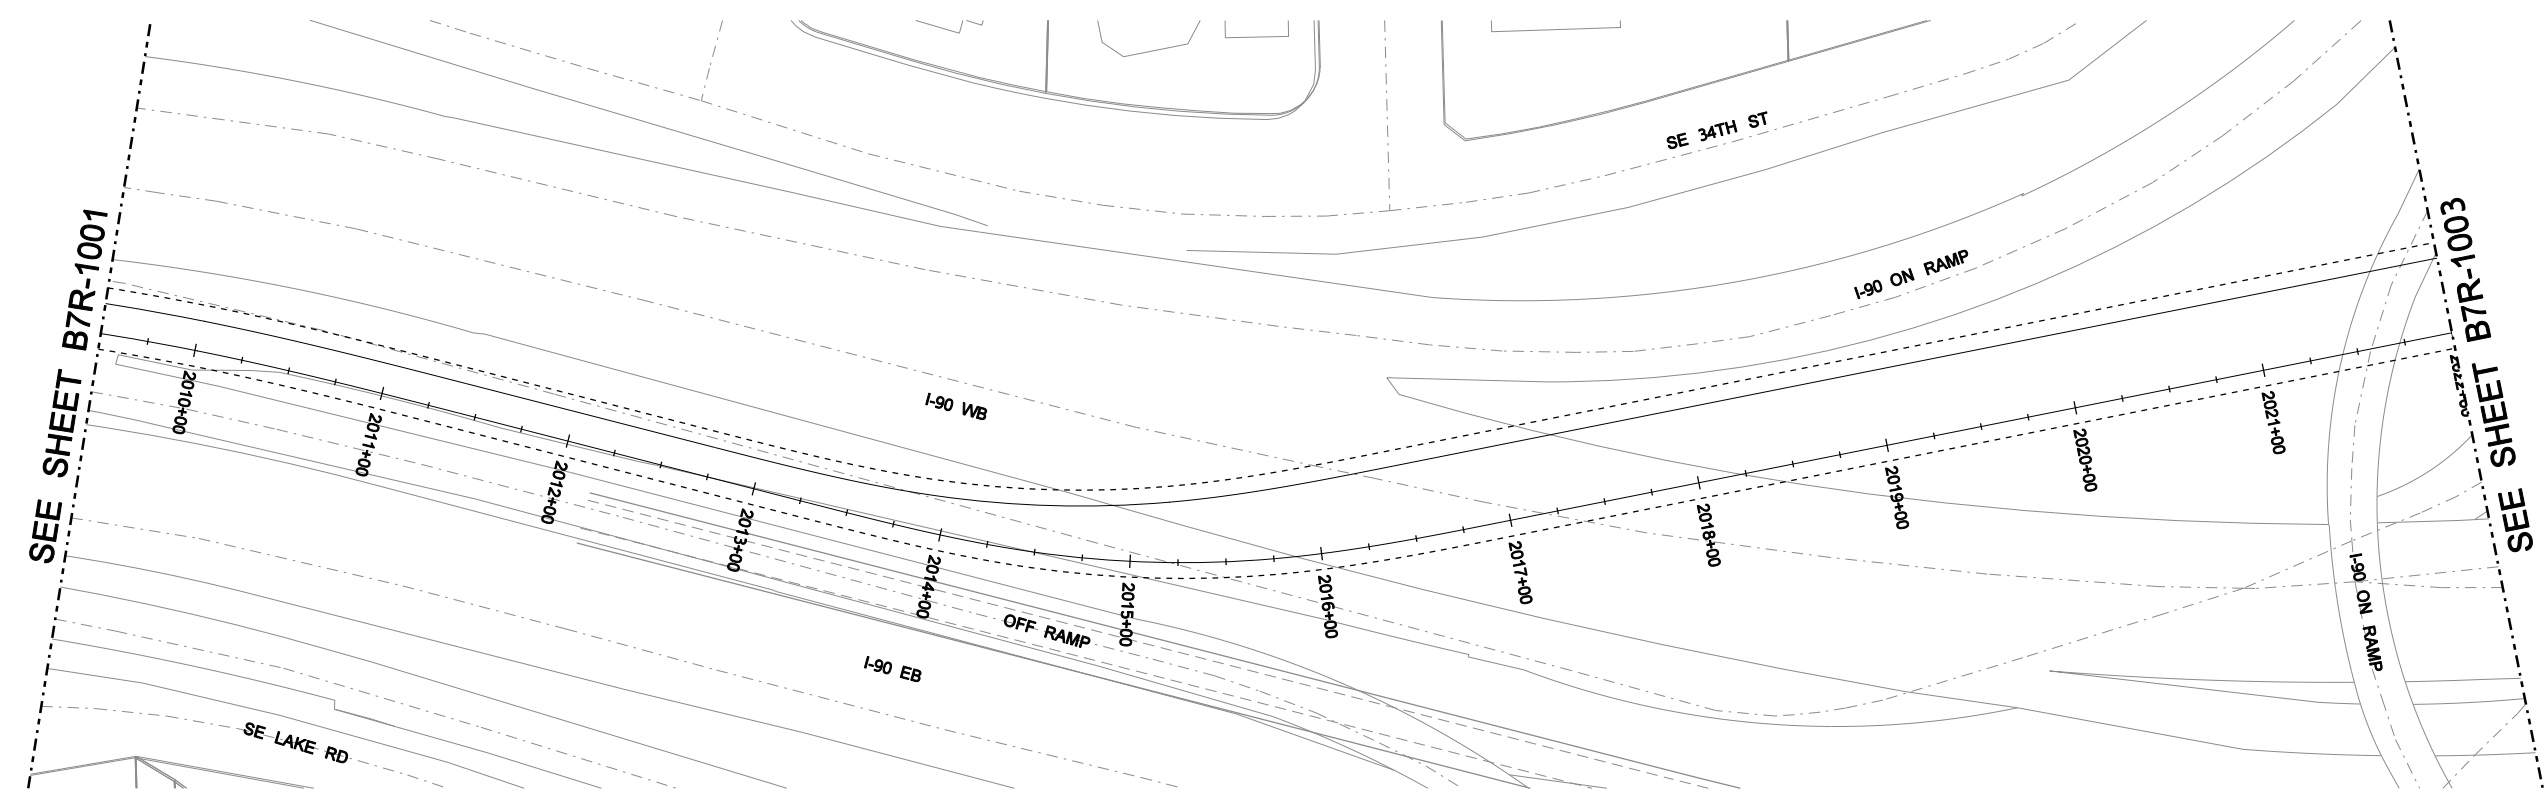 SE 34TH ST
SEE SHEET B7R-1001
SEE SHEET B7R-1003
I-90 ON RAMP
2010+00
2011+00
2012+00
2013+00
2014+00
2015+00
2016+00
2017+00
2018+00
2019+00
2020+00
2021+00
2022+00
I-90 WB
I-90 ON RAMP
OFF RAMP
I-90 EB
SE LAKE RD